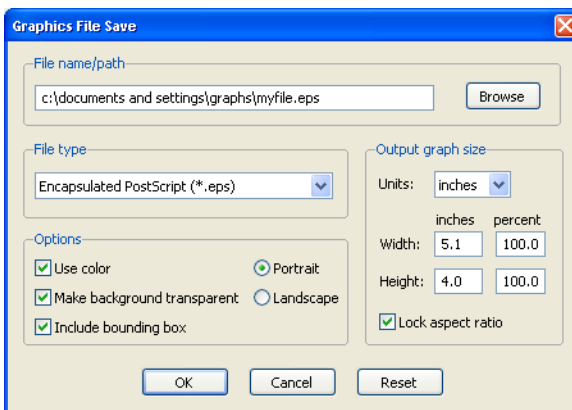 Graphics File Save
File name/path
c:\documents and settings\graphs\myfile.eps
Browse
File type
Encapsulated PostScript (*.eps)
Options
Use color
Portrait
Make background transparent
Landscape
Include bounding box
Output graph size
Units: inches
inches percent
Width: 5.1 100.0
Height: 4.0 100.0
Lock aspect ratio
OK Cancel Reset